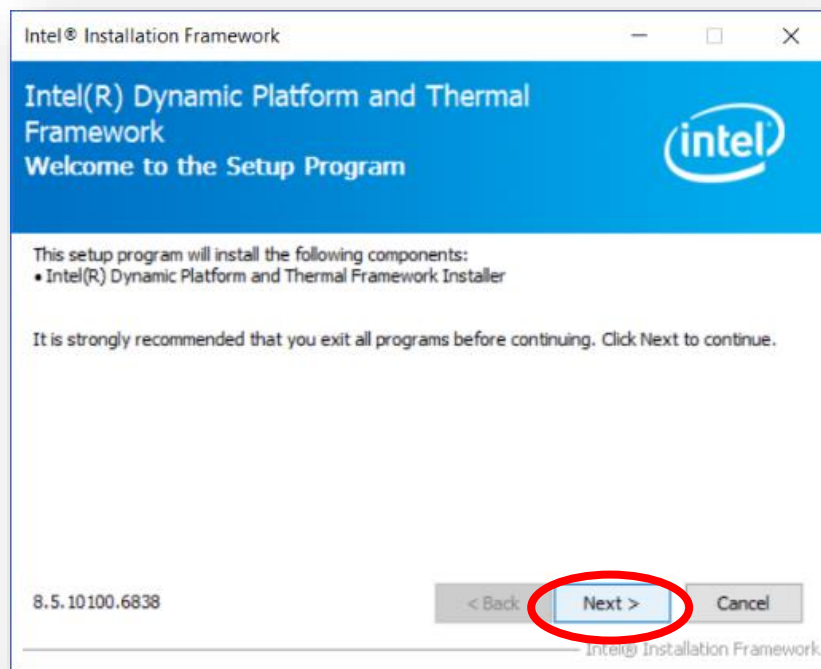 Intel® Installation Framework
Intel(R) Dynamic Platform and Thermal
Framework
Welcome to the Setup Program
intel
This setup program will install the following components:
• Intel(R) Dynamic Platform and Thermal Framework Installer
It is strongly recommended that you exit all programs before continuing. Click Next to continue.
8.5.10100.6838
< Back Next > Cancel
Intel® Installation Framework